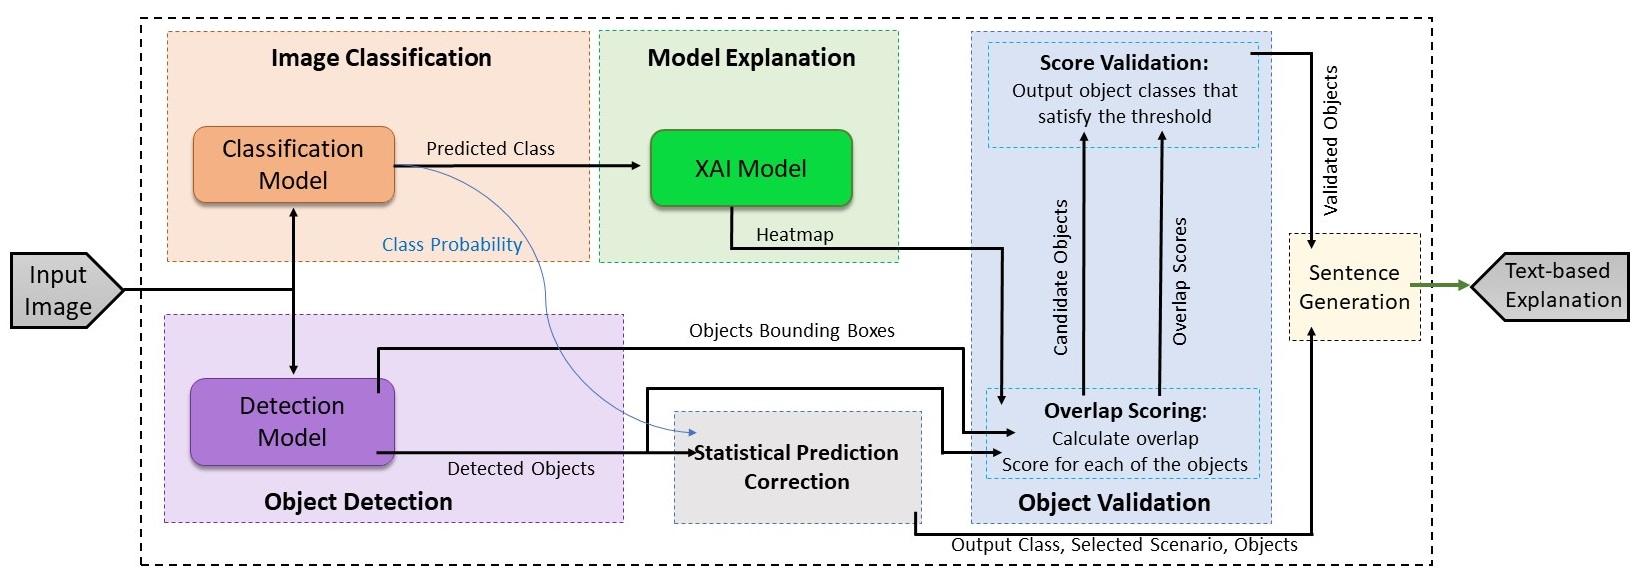 Image Classification
Model Explanation
Score Validation:
Output object classes that
satisfy the threshold
Classification
Model
Predicted Class
XAI Model
Validated Objects
Class Probability
Heatmap
Candidate Objects
Overlap Scores
Input
Image
Sentence
Generation
Text-based
Explanation
Objects Bounding Boxes
Detection
Model
Overlap Scoring:
Calculate overlap
Score for each of the objects
Detected Objects
Statistical Prediction
Correction
Object Detection
Object Validation
Output Class, Selected Scenario, Objects